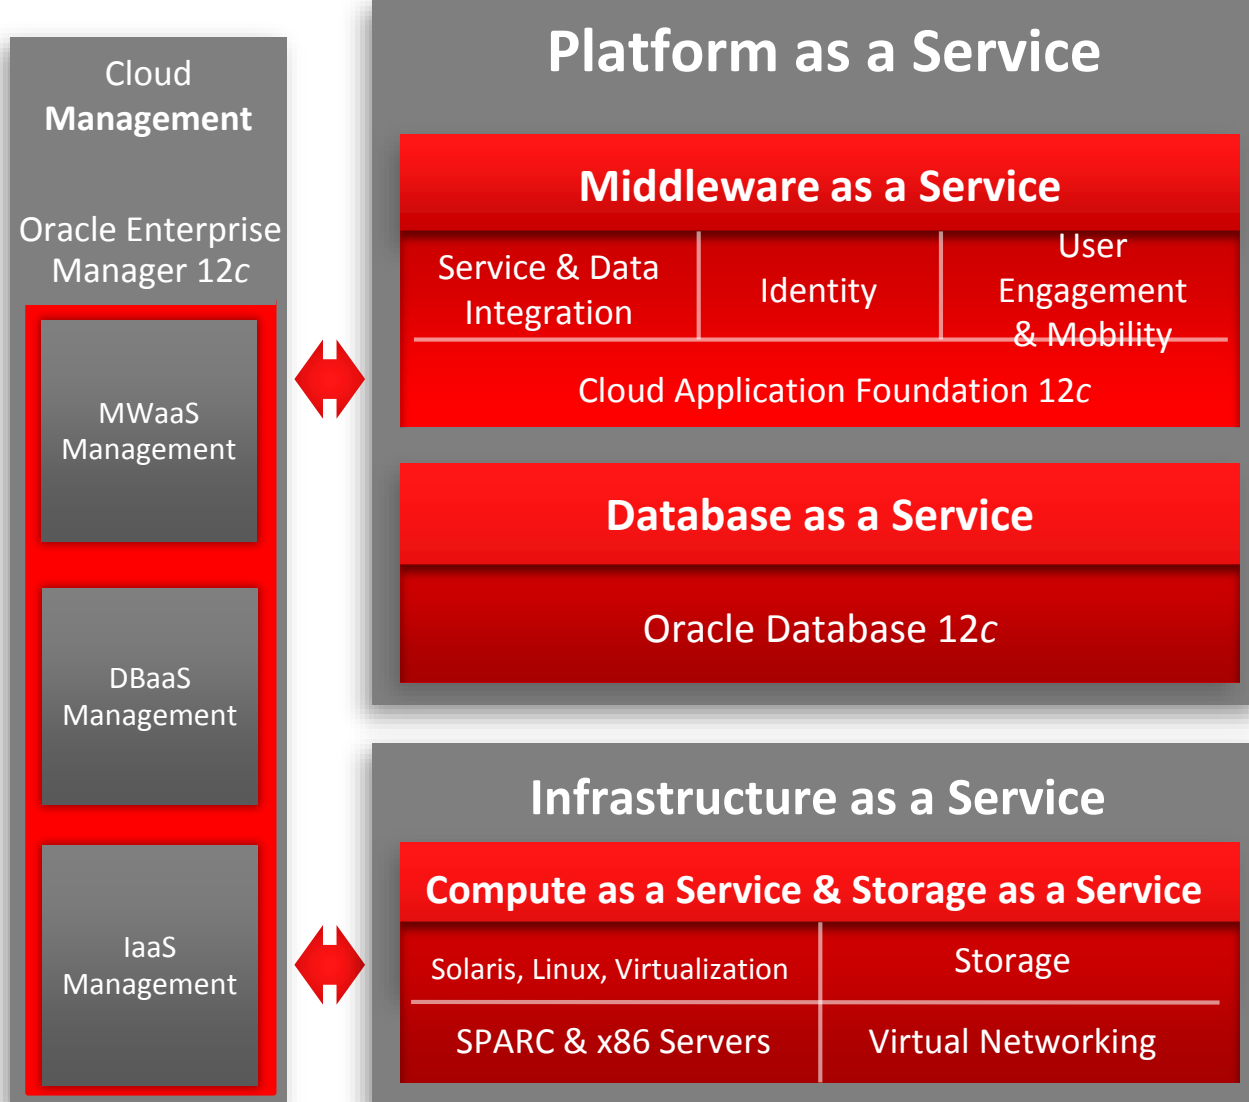 Cloud
Management
Oracle Enterprise
Manager 12c
MWaaS
Management
DBaaS
Management
IaaS
Management
Platform as a Service
Middleware as a Service
Service & Data
Integration
Identity
User
Engagement
& Mobility
Cloud Application Foundation 12c
Database as a Service
Oracle Database 12c
Infrastructure as a Service
Compute as a Service & Storage as a Service
Solaris, Linux, Virtualization
Storage
SPARC & x86 Servers
Virtual Networking